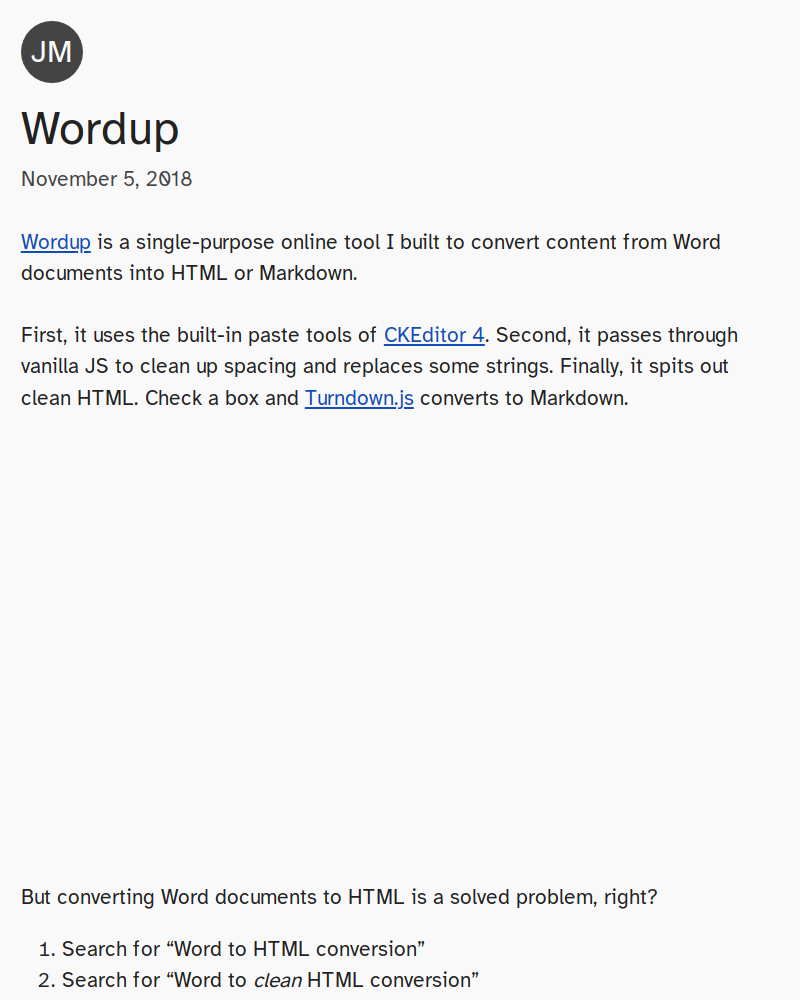 JM
Wordup
November 5, 2018
Wordup is a single-purpose online tool I built to convert content from Word
documents into HTML or Markdown.
First, it uses the built-in paste tools of CKEditor 4. Second, it passes through
vanilla JS to clean up spacing and replaces some strings. Finally, it spits out
clean HTML. Check a box and Turndown.js converts to Markdown.
But converting Word documents to HTML is a solved problem, right?
1. Search for “Word to HTML conversion”
2. Search for “Word to clean HTML conversion”